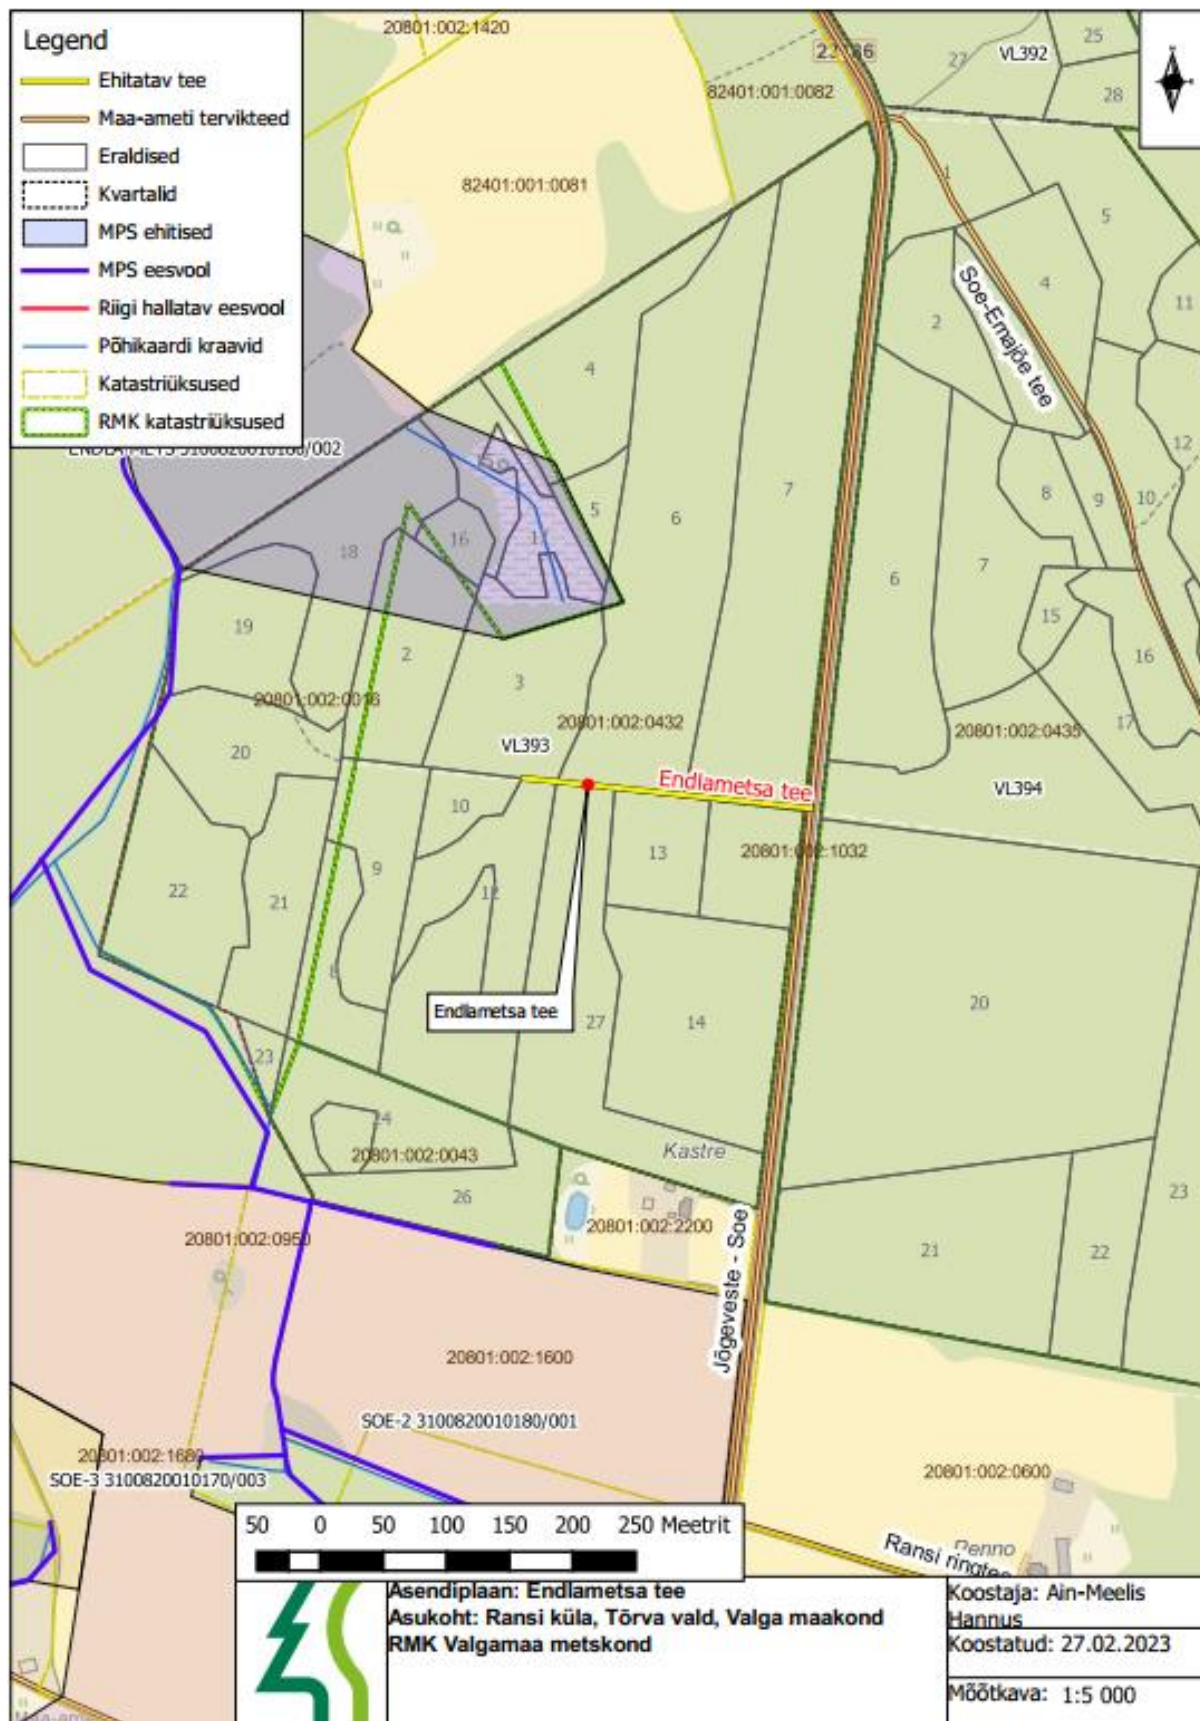 Legend
Ehitatav tee
Maa-ameti tervikteed
Eraldised
Kvartalid
MPS ehitised
MPS eesvool
Riigi hallatav eesvool
Põhikaardi kraavid
Katastriüksused
RMK katastriüksused
20801:002:1420
82401:001:0082
VL392
27
25
28
82401:001:0081
1
5
4
2
11
Soe-Emajõe tee
12
8
9
10
4
5
6
7
6
7
15
16
17
18
16
17
19
2
3
20801:002:0016
20801:002:0432
20801:002:0435
VL393
VL394
20
10
Endlametsa tee
13
20801:002:1032
9
12
22
21
8
Endlametsa tee
27
14
20
23
24
20801:002:0043
Kastre
26
20801:002:2200
23
21
22
20801:002:0950
Jõgeveste - Soe
20801:002:1600
SOE-2 3100820010180/001
20801:002:1680
SOE-3 3100820010170/003
20801:002:0600
Ransi ringtee
50 0 50 100 150 200 250 Meetrit
Asendiplaan: Endlametsa tee
Asukoht: Ransi küla, Tõrva vald, Valga maakond
RMK Valgamaa metskond
Koostaja: Ain-Meelis
Hannus
Koostatud: 27.02.2023
Mõõtkava: 1:5 000